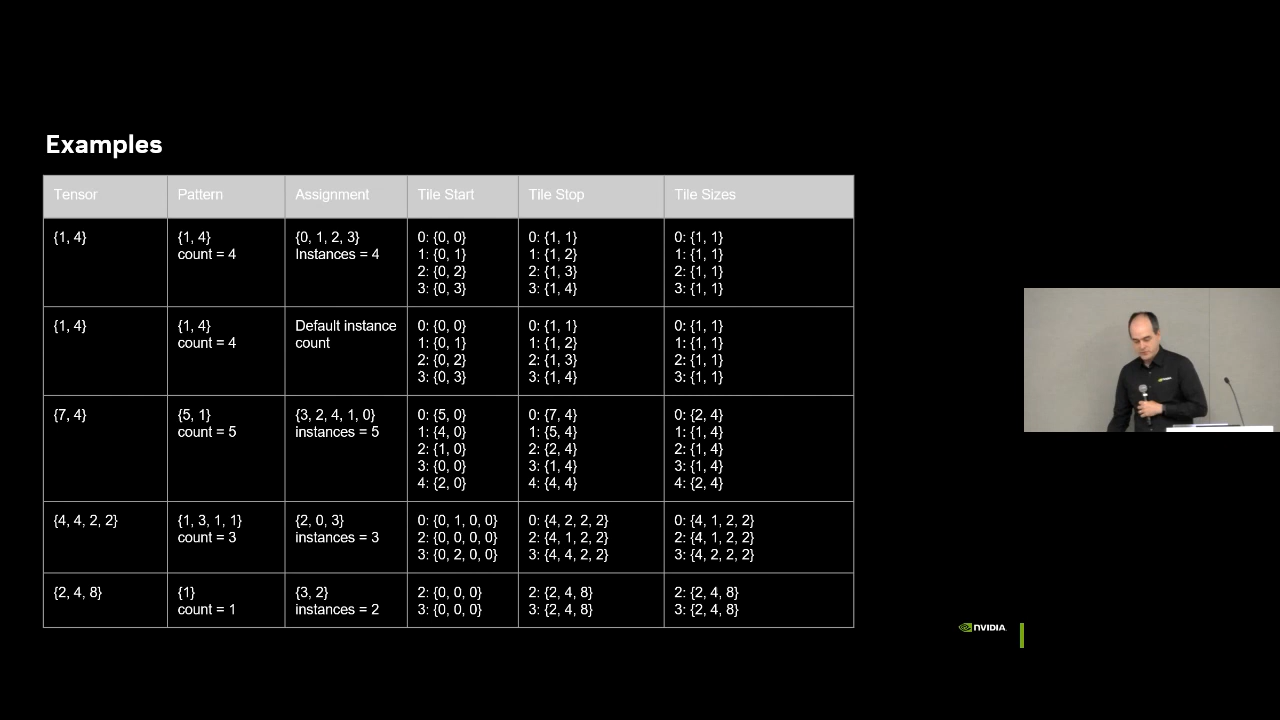 Examples
Tensor
Pattern
Assignment
Tile Start
Tile Stop
Tile Sizes
{1, 4}
{1, 4}
count = 4
{0, 1, 2, 3}
Instances = 4
0: {0, 0}
1: {0, 1}
2: {0, 2}
3: {0, 3}
0: {1, 1}
1: {1, 2}
2: {1, 3}
3: {1, 4}
0: {1, 1}
1: {1, 1}
2: {1, 1}
3: {1, 1}
{1, 4}
{1, 4}
count = 4
Default instance
count
0: {0, 0}
1: {0, 1}
2: {0, 2}
3: {0, 3}
0: {1, 1}
1: {1, 2}
2: {1, 3}
3: {1, 4}
0: {1, 1}
1: {1, 1}
2: {1, 1}
3: {1, 1}
{7, 4}
{5, 1}
count = 5
{3, 2, 4, 1, 0}
instances = 5
0: {5, 0}
1: {4, 0}
2: {1, 0}
3: {0, 0}
4: {2, 0}
0: {7, 4}
1: {5, 4}
2: {2, 4}
3: {1, 4}
4: {4, 4}
0: {2, 4}
1: {1, 4}
2: {1, 4}
3: {1, 4}
4: {2, 4}
{4, 4, 2, 2}
{1, 3, 1, 1}
count = 3
{2, 0, 3}
instances = 3
0: {0, 1, 0, 0}
2: {0, 0, 0, 0}
3: {0, 2, 0, 0}
0: {4, 2, 2, 2}
2: {4, 1, 2, 2}
3: {4, 4, 2, 2}
0: {4, 1, 2, 2}
2: {4, 1, 2, 2}
3: {4, 2, 2, 2}
{2, 4, 8}
{1}
count = 1
{3, 2}
instances = 2
2: {0, 0, 0}
3: {0, 0, 0}
2: {2, 4, 8}
3: {2, 4, 8}
2: {2, 4, 8}
3: {2, 4, 8}
NVIDIA